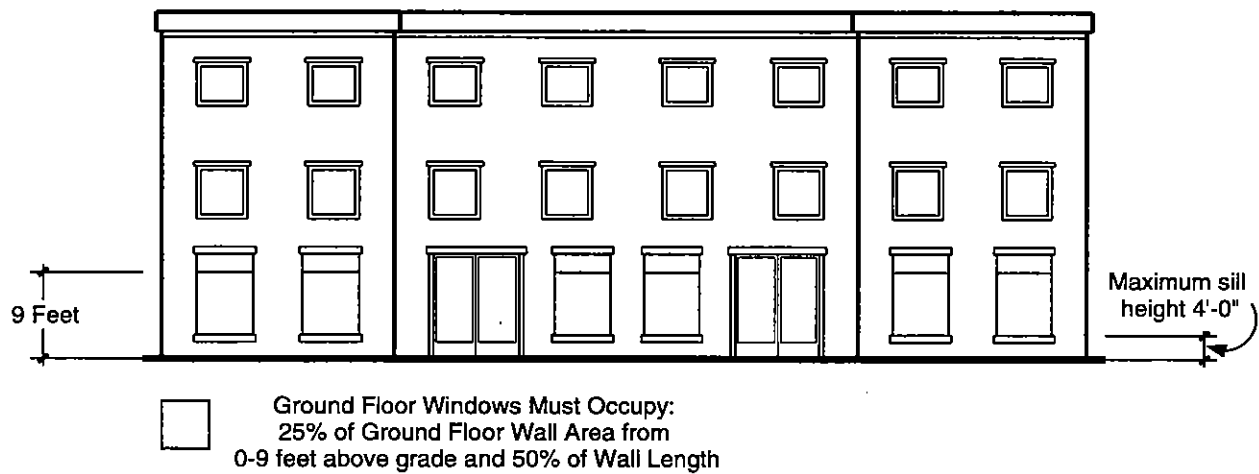 9 Feet
Maximum sill
height 4'-0"
Ground Floor Windows Must Occupy:
25% of Ground Floor Wall Area from
0-9 feet above grade and 50% of Wall Length